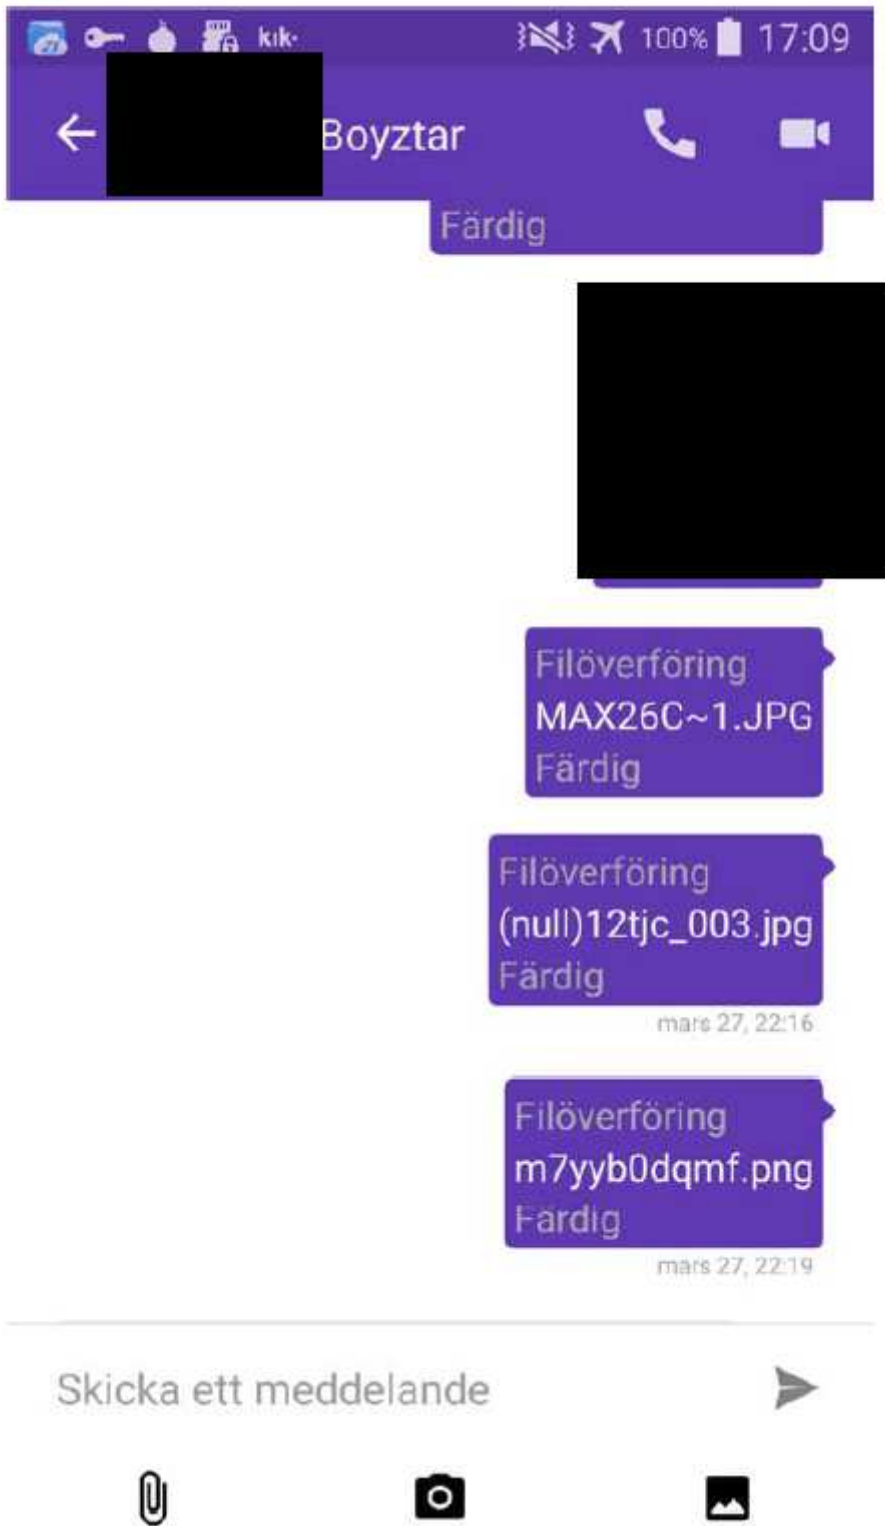 kik·
100%
17:09
Boyztar
Färdig
Filöverföring
MAX26C~1.JPG
Färdig
Filöverföring
(null)12tjc_003.jpg
Färdig
mars 27, 22:16
Filöverföring
m7yyb0dqmf.png
Färdig
mars 27, 22:19
Skicka ett meddelande